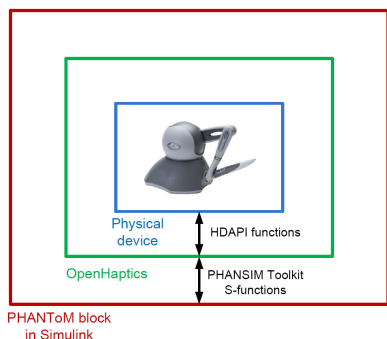 Physical
device
HDAPI functions
OpenHaptics
PHANSIM Toolkit
S-functions
PHANToM block
in Simulink